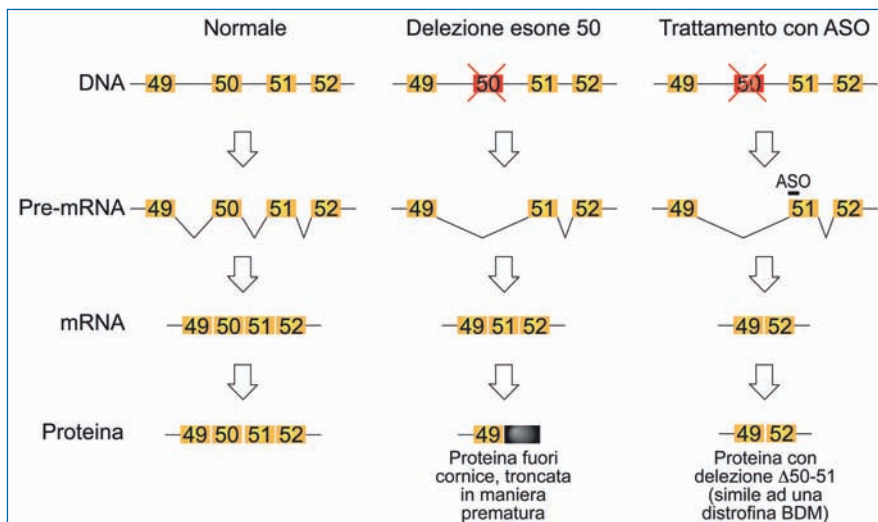 Normale Delezione esone 50 Trattamento con ASO
DNA 49 50 51 52 49 50 51 52 49 50 51 52
ASO
Pre-mRNA 49 50 51 52 49 51 52 49 51 52
mRNA 49 50 51 52 49 51 52 49 52
Proteina 49 50 51 52 49 49 52
Proteina fuori
cornice, troncata
in maniera
prematura
Proteina con
delezione Δ50-51
(simile ad una
distrofina BDM)